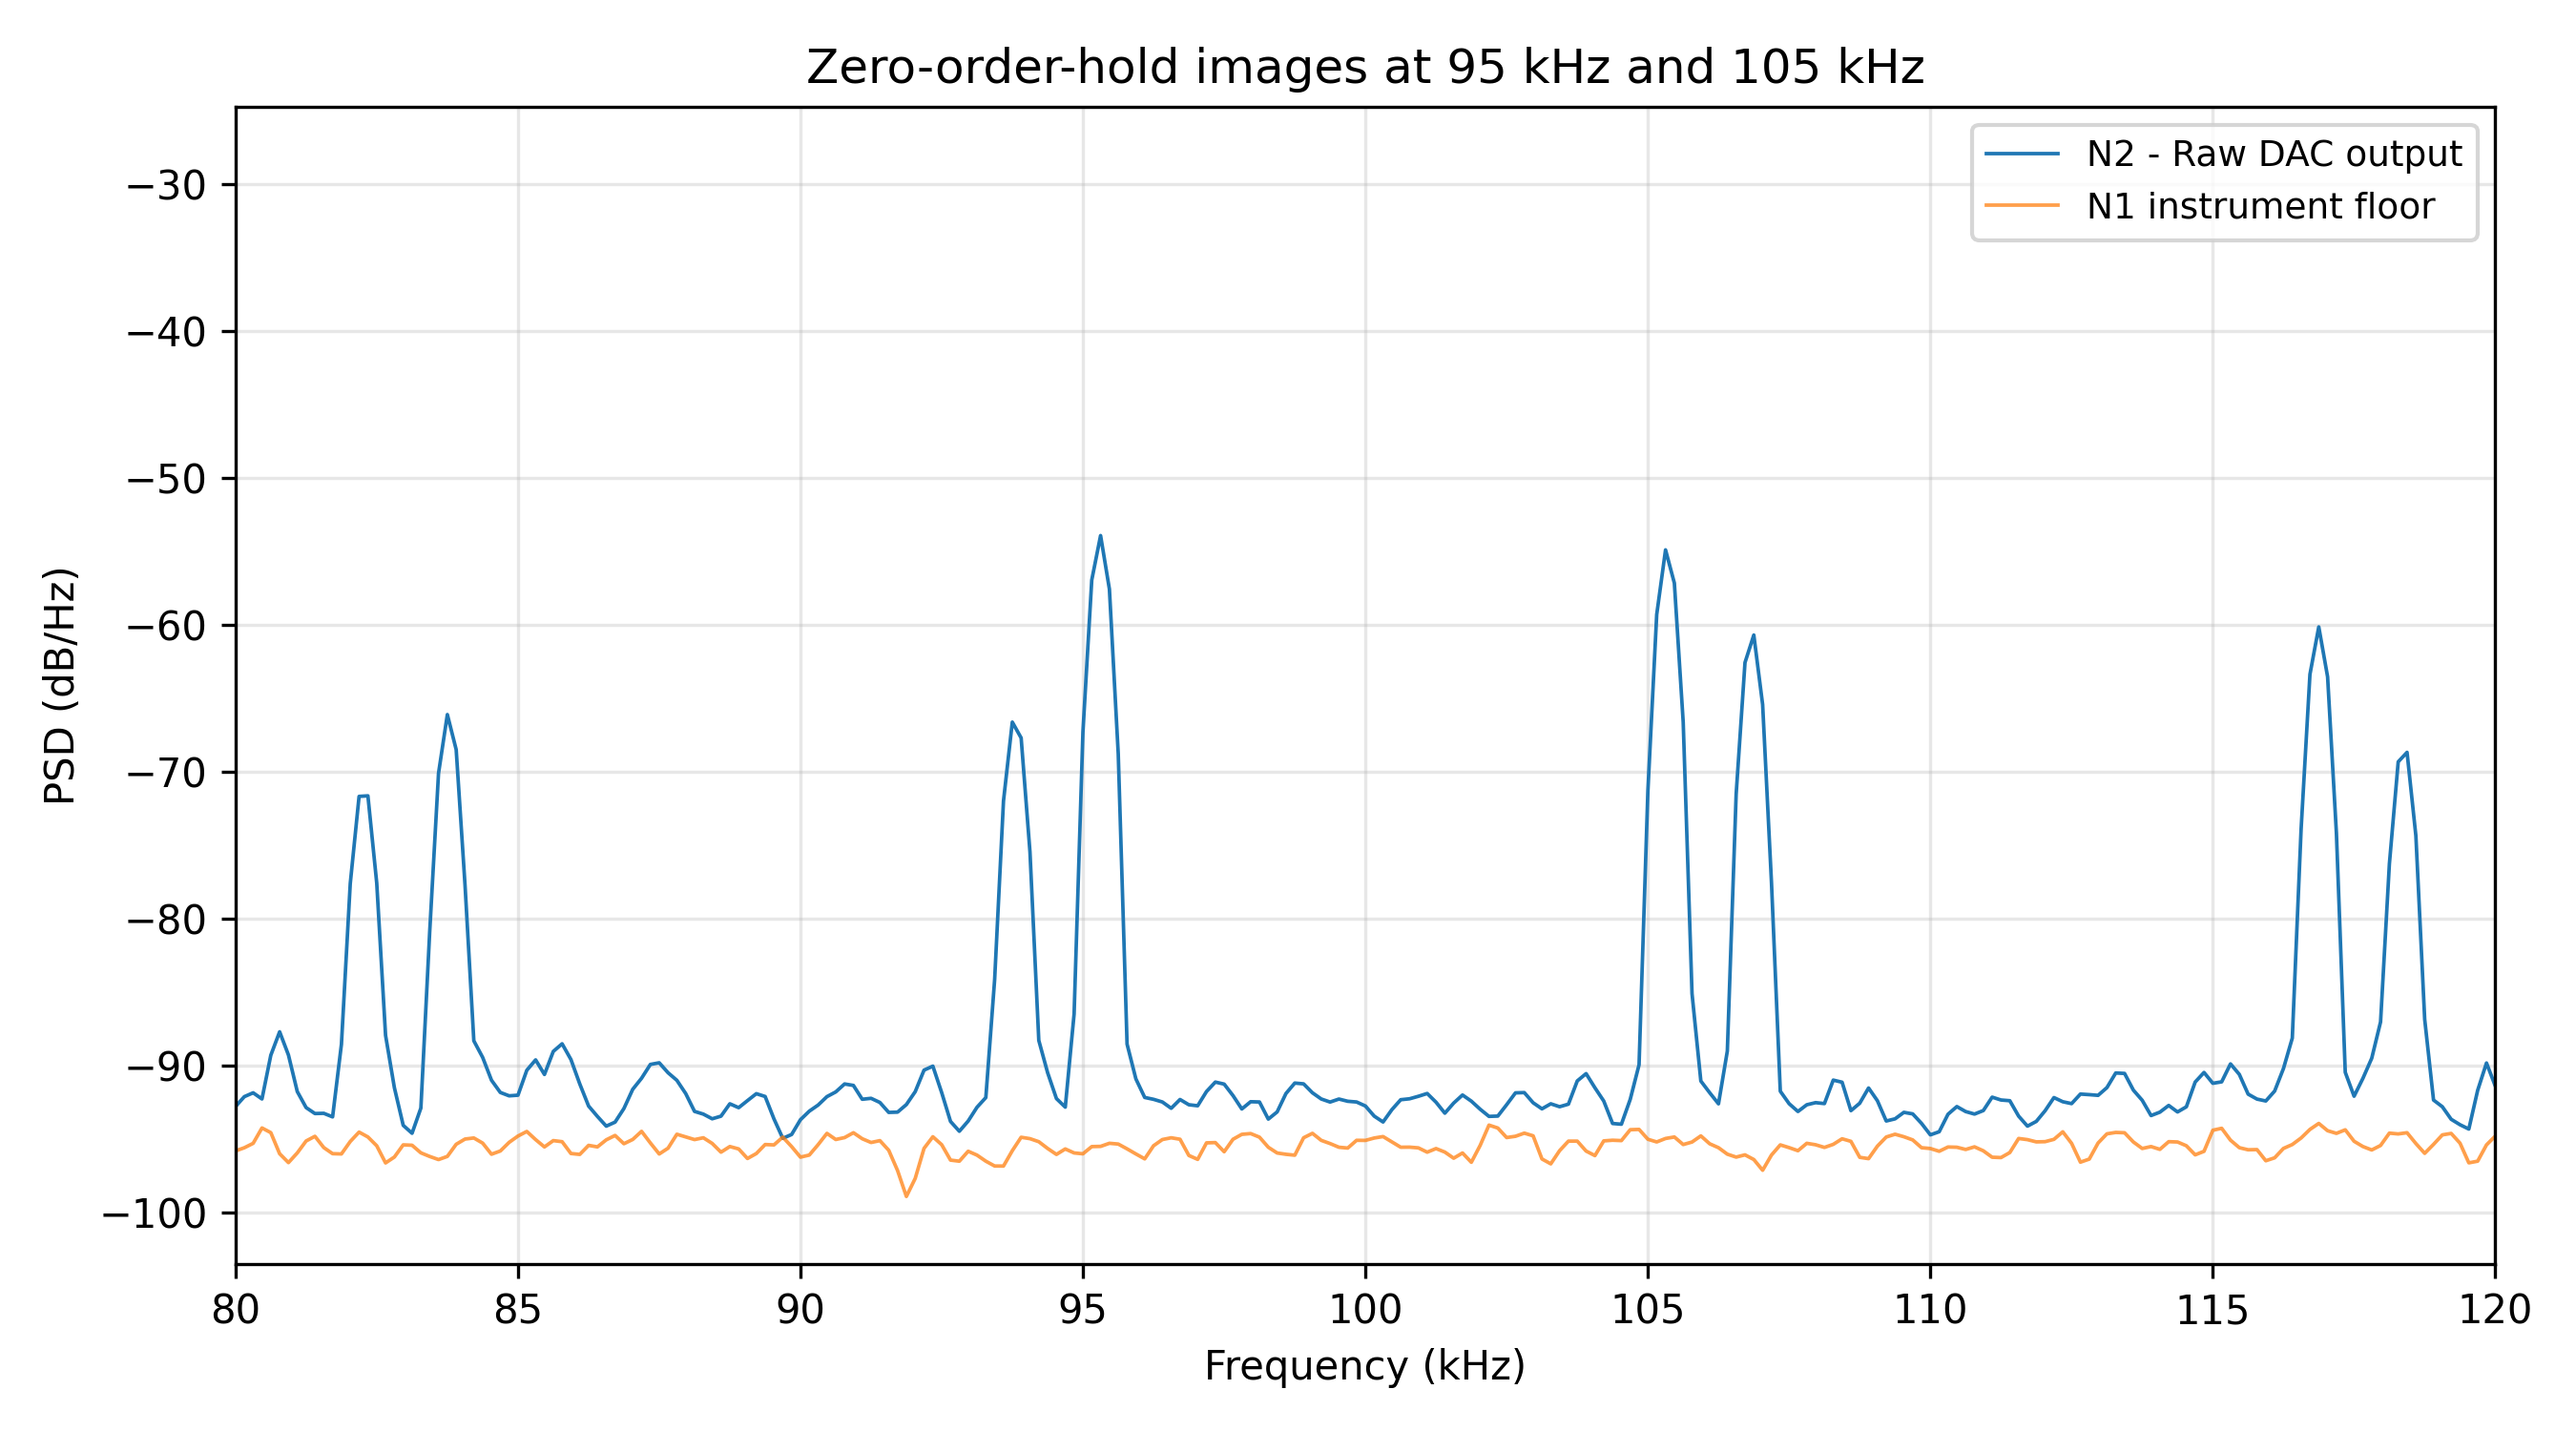 Zero-order-hold images at 95 kHz and 105 kHz
N2 - Raw DAC output
N1 instrument floor
PSD (dB/Hz)
−30
−40
−50
−60
−70
−80
−90
−100
80 85 90 95 100 105 110 115 120
Frequency (kHz)